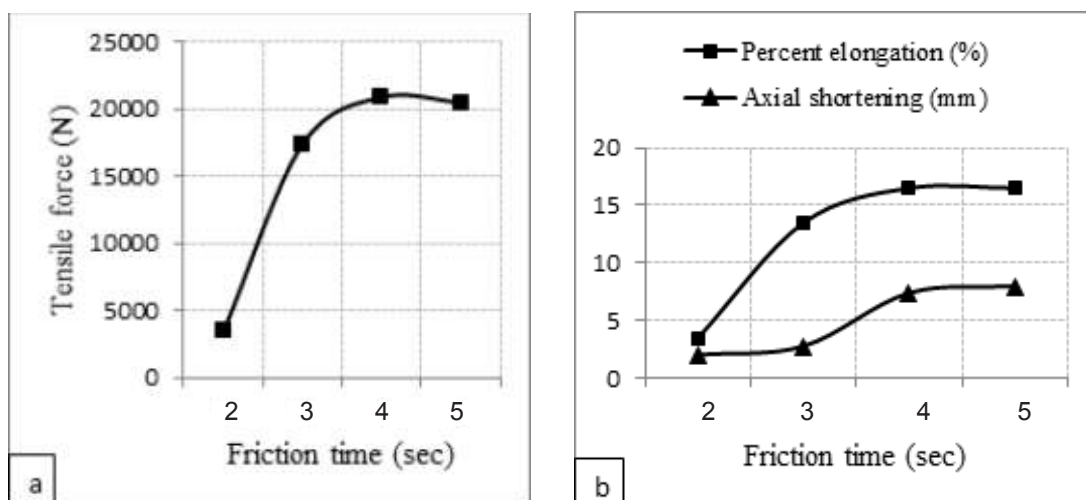 25000
20000
15000
10000
5000
0
Tensile force (N)
2 3 4 5
Friction time (sec)
a
Percent elongation (%)
Axial shortening (mm)
20
15
10
5
0
2 3 4 5
Friction time (sec)
b